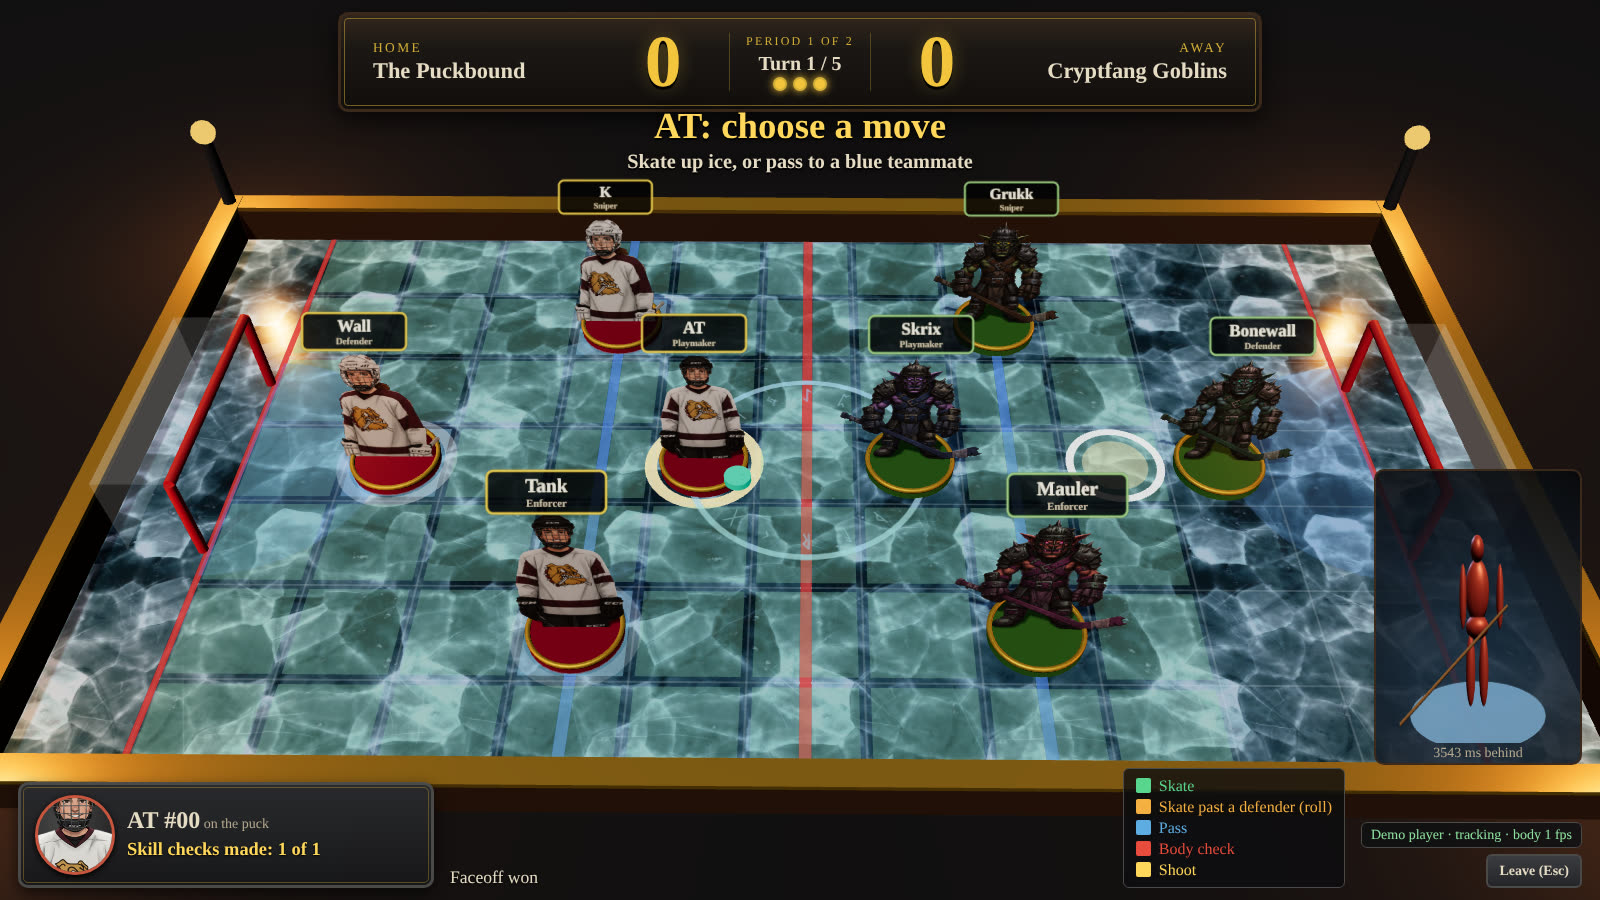 HOME
The Puckbound
0
PERIOD 1 OF 2
Turn 1 / 5
0
AWAY
Cryptfang Goblins
AT: choose a move
Skate up ice, or pass to a blue teammate
K
Sniper
Grukk
Sniper
Wall
Defender
AT
Playmaker
Skrix
Playmaker
Bonewall
Defender
Tank
Enforcer
Mauler
Enforcer
3543 ms behind
AT #00 on the puck
Skill checks made: 1 of 1
Faceoff won
Skate
Skate past a defender (roll)
Pass
Body check
Shoot
Demo player · tracking · body 1 fps
Leave (Esc)